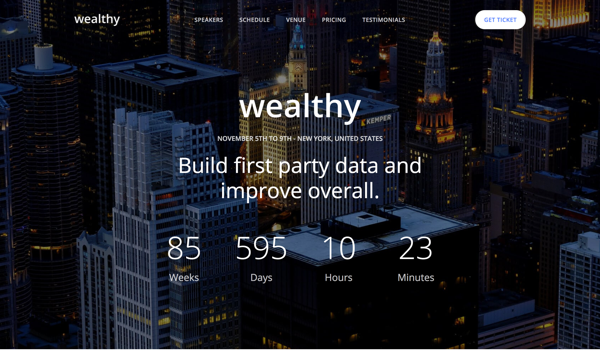 wealthy
SPEAKERS SCHEDULE VENUE PRICING TESTIMONIALS
GET TICKET
wealthy
KEMPER
NOVEMBER 5TH TO 9TH - NEW YORK, UNITED STATES
Build first party data and
improve overall.
85 595 10 23
Weeks Days Hours Minutes